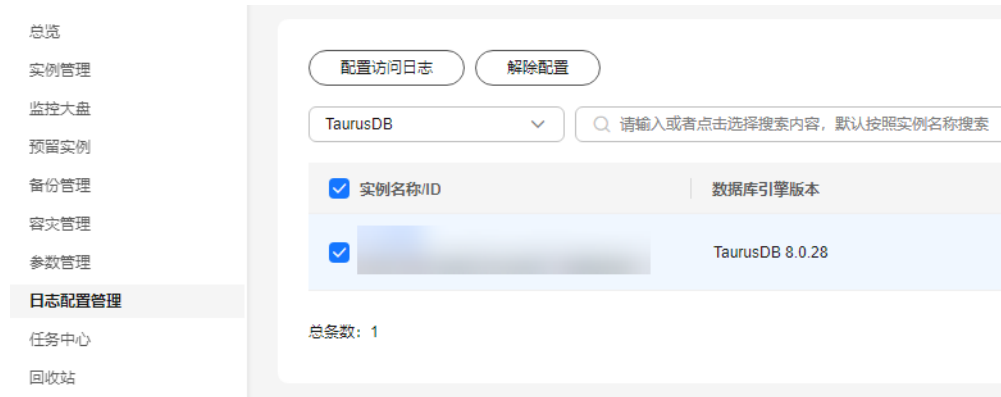 总览
实例管理
监控大盘
预留实例
备份管理
容灾管理
参数管理
日志配置管理
任务中心
回收站
配置访问日志 解除配置
TaurusDB 请输入或者点击选择搜索内容，默认按照实例名称搜索
实例名称/ID 数据库引擎版本
TaurusDB 8.0.28
总条数：1